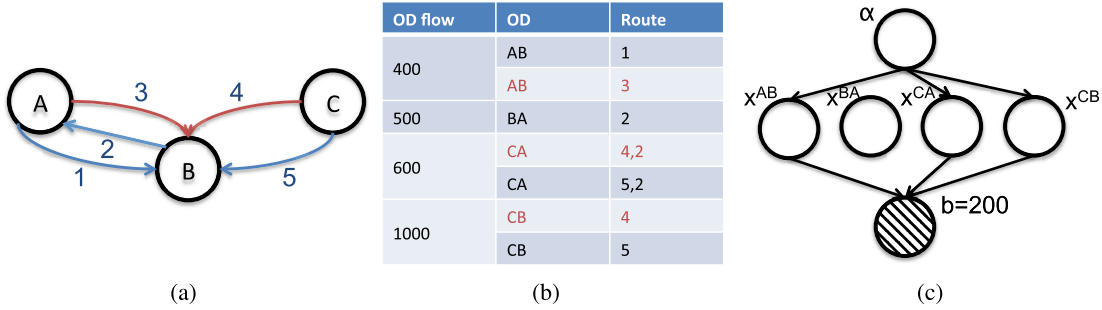 A
B
C
3
4
2
1
5
(a)
OD flow OD Route
400 AB 1
AB 3
500 BA 2
600 CA 4,2
CA 5,2
1000 CB 4
CB 5
(b)
α
x^AB x^BA x^CA x^CB
b=200
(c)